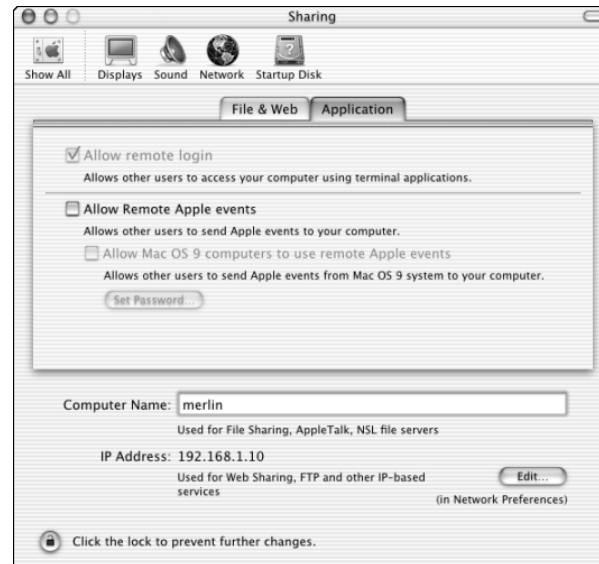 Sharing
Show All
Displays
Sound
Network
Startup Disk
File & Web
Application
Allow remote login
Allows other users to access your computer using terminal applications.
Allow Remote Apple events
Allows other users to send Apple events to your computer.
Allow Mac OS 9 computers to use remote Apple events
Allows other users to send Apple events from Mac OS 9 system to your computer.
Set Password...
Computer Name: merlin
Used for File Sharing, AppleTalk, NSL file servers
IP Address: 192.168.1.10
Used for Web Sharing, FTP and other IP-based
services
Edit...
(in Network Preferences)
Click the lock to prevent further changes.